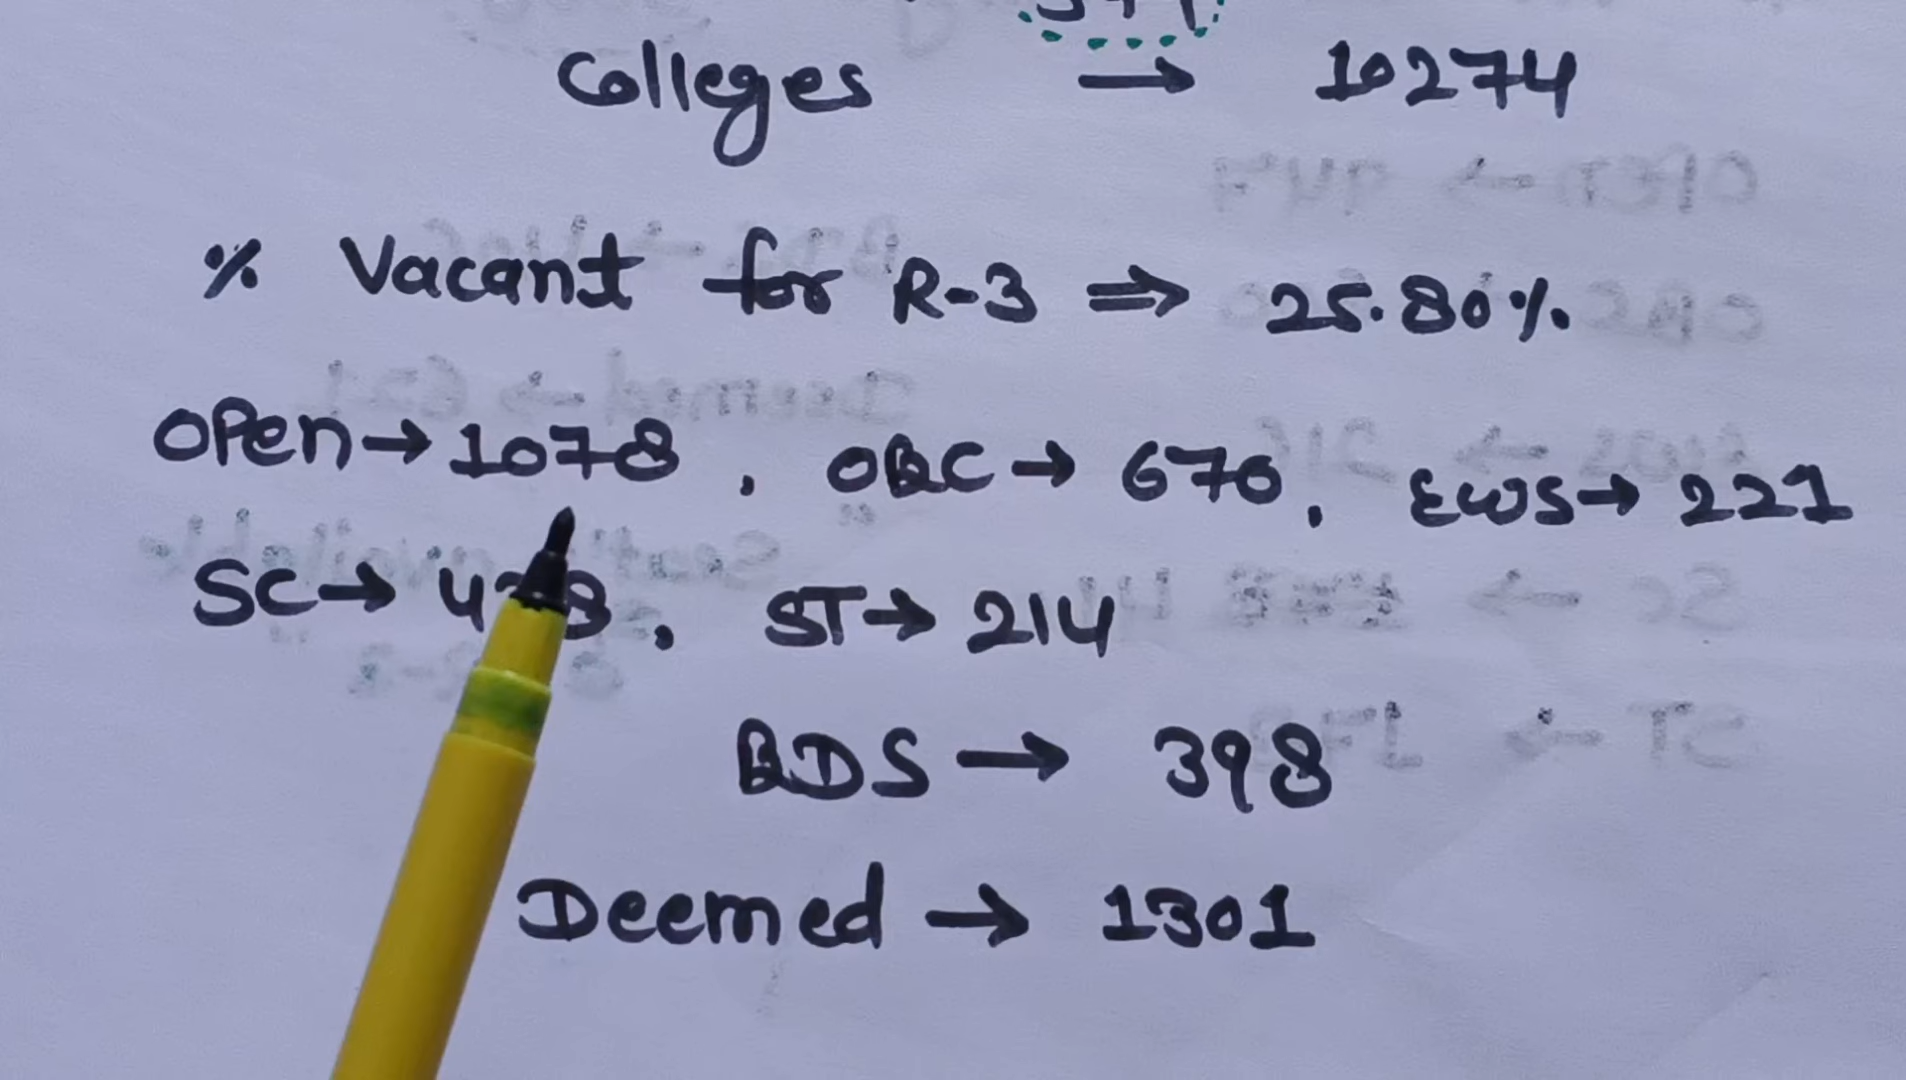 Colleges → 10274
% Vacant for R-3 ⇒ 25.80%
OPen → 1078, OBC → 670, EWS → 221
SC → ST → 214
BDS → 398
Deemed → 1301